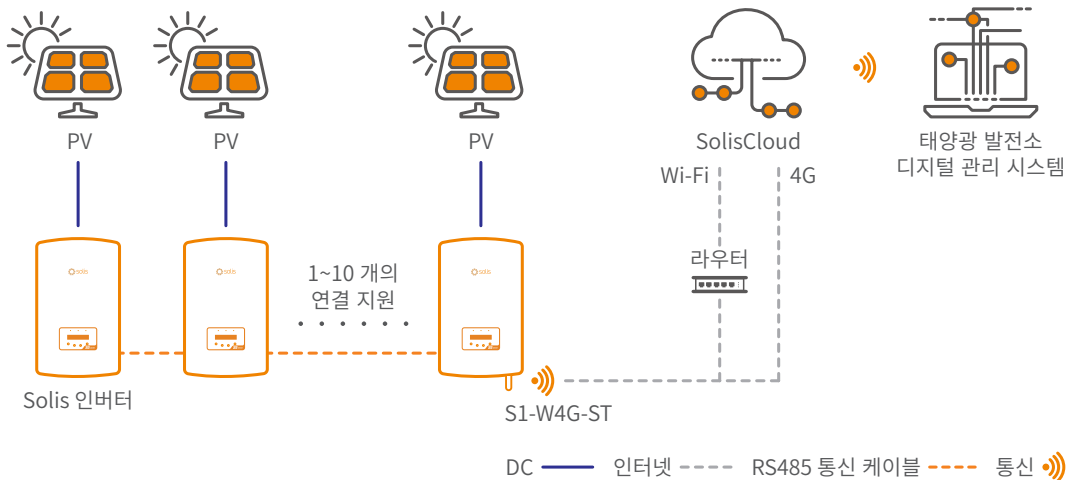 PV
PV
PV
SolisCloud
태양광 발전소
디지털 관리 시스템
Wi-Fi
4G
라우터
solis
solis
solis
1~10 개의
연결 지원
Solis 인버터
S1-W4G-ST
DC
인터넷
RS485 통신 케이블
통신